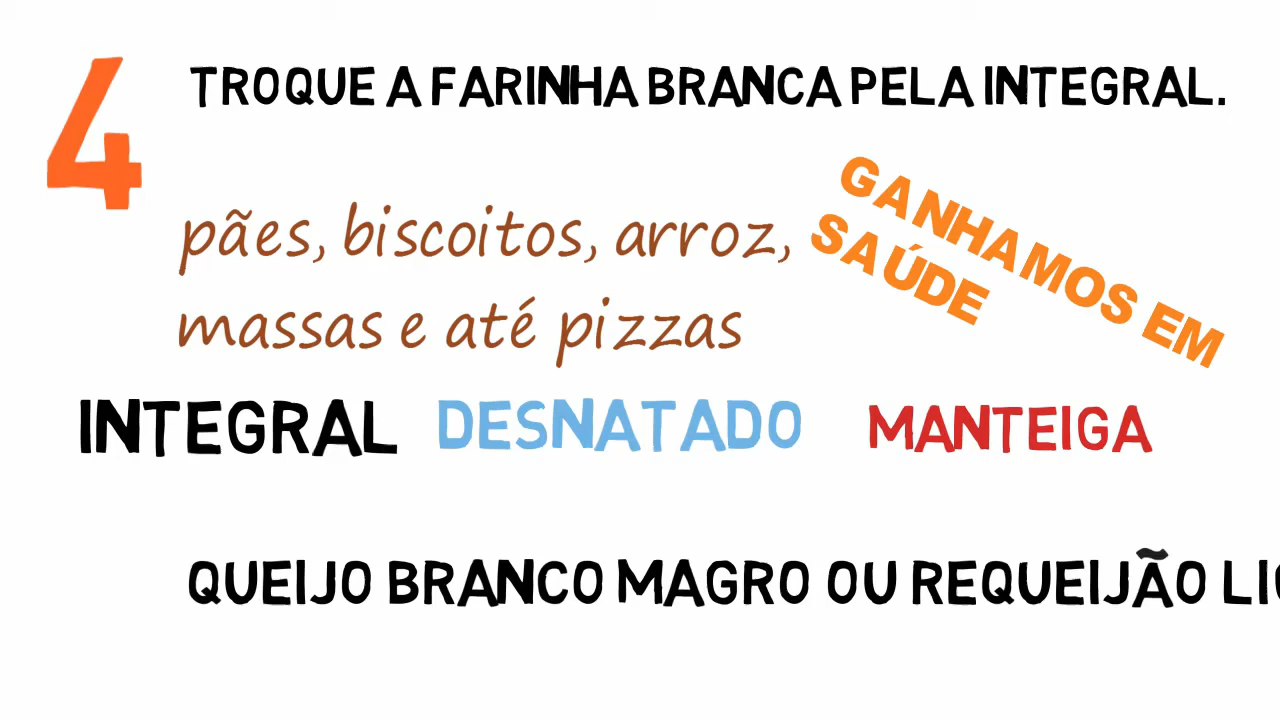 4
TROQUE A FARINHA BRANCA PELA INTEGRAL.
pães, biscoitos, arroz,
massas e até pizzas
GANHAMOS EM
SAÚDE
INTEGRAL DESNATADO MANTEIGA
QUEIJO BRANCO MAGRO OU REQUEIJÃO